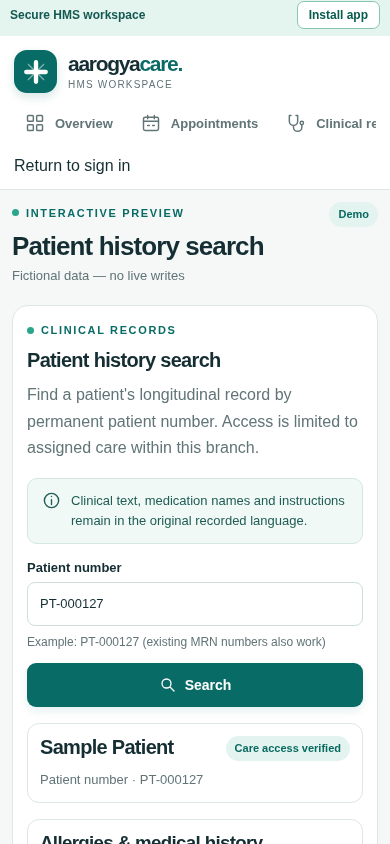 Secure HMS workspace
Install app
aarogyacare.
HMS WORKSPACE
Overview
Appointments
Clinical re
Return to sign in
INTERACTIVE PREVIEW
Demo
Patient history search
Fictional data — no live writes
CLINICAL RECORDS
Patient history search
Find a patient's longitudinal record by
permanent patient number. Access is limited to
assigned care within this branch.
Clinical text, medication names and instructions
remain in the original recorded language.
Patient number
PT-000127
Example: PT-000127 (existing MRN numbers also work)
Search
Sample Patient
Care access verified
Patient number · PT-000127
Allergies & medical history